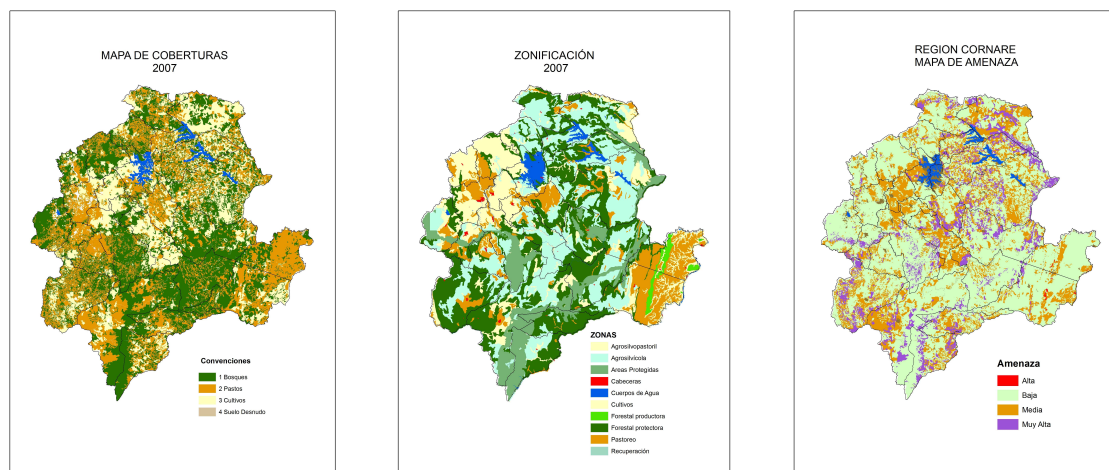 MAPA DE COBERTURAS
2007
Convenciones
1 Bosques
2 Pastos
3 Cultivos
4 Suelo Desnudo
ZONIFICACIÓN
2007
ZONAS
Agrosilvopastoril
Agrosilvícola
Areas Protegidas
Cabeceras
Cuerpos de Agua
Cultivos
Forestal productora
Forestal protectora
Pastoreo
Recuperación
REGION CORNARE
MAPA DE AMENAZA
Amenaza
Alta
Baja
Media
Muy Alta